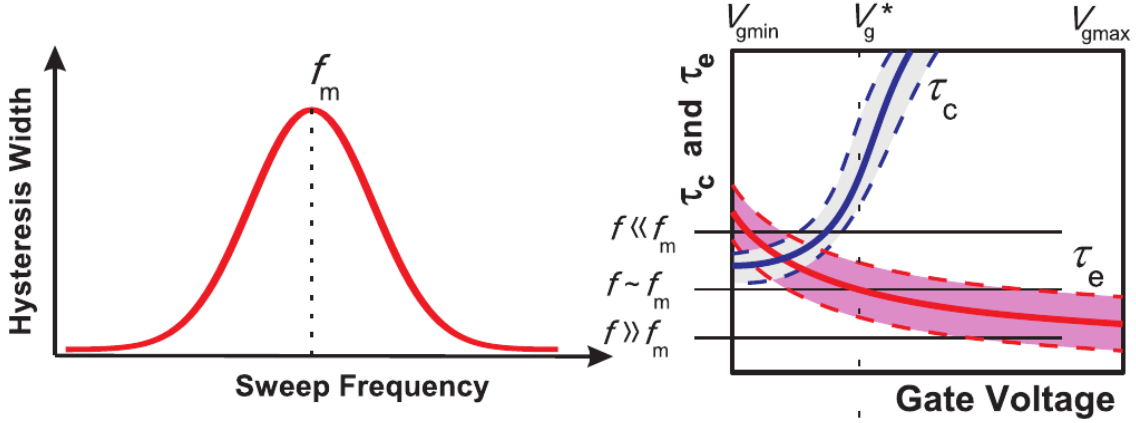 Hysteresis Width
f_m
Sweep Frequency
V_gmin
V_g^*
V_gmax
τ_c and τ_e
τ_c
τ_e
f ≪ f_m
f ~ f_m
f ≫ f_m
Gate Voltage